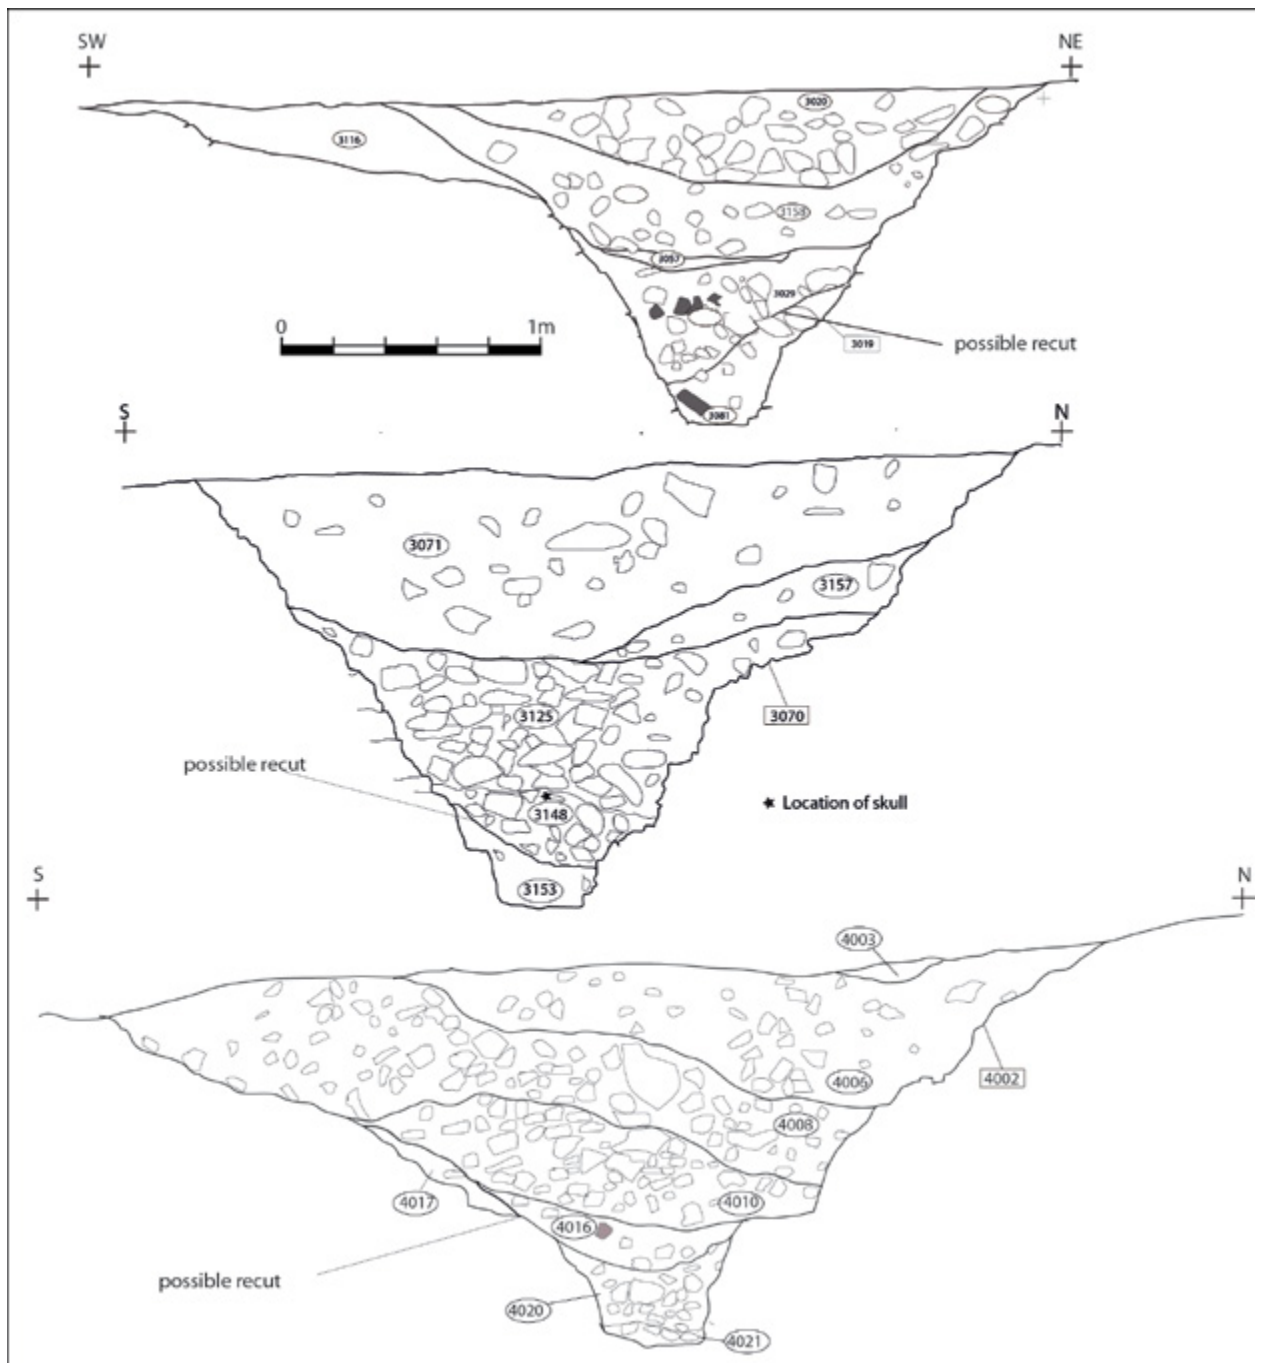 SW NE
3020
3116
3158
3057
3029
0 1m
3019
possible recut
3081
S N
3071
3157
3125
3070
possible recut
★ Location of skull
3148
3153
S N
4003
4002
4006
4008
4017
4010
4016
possible recut
4020
4021